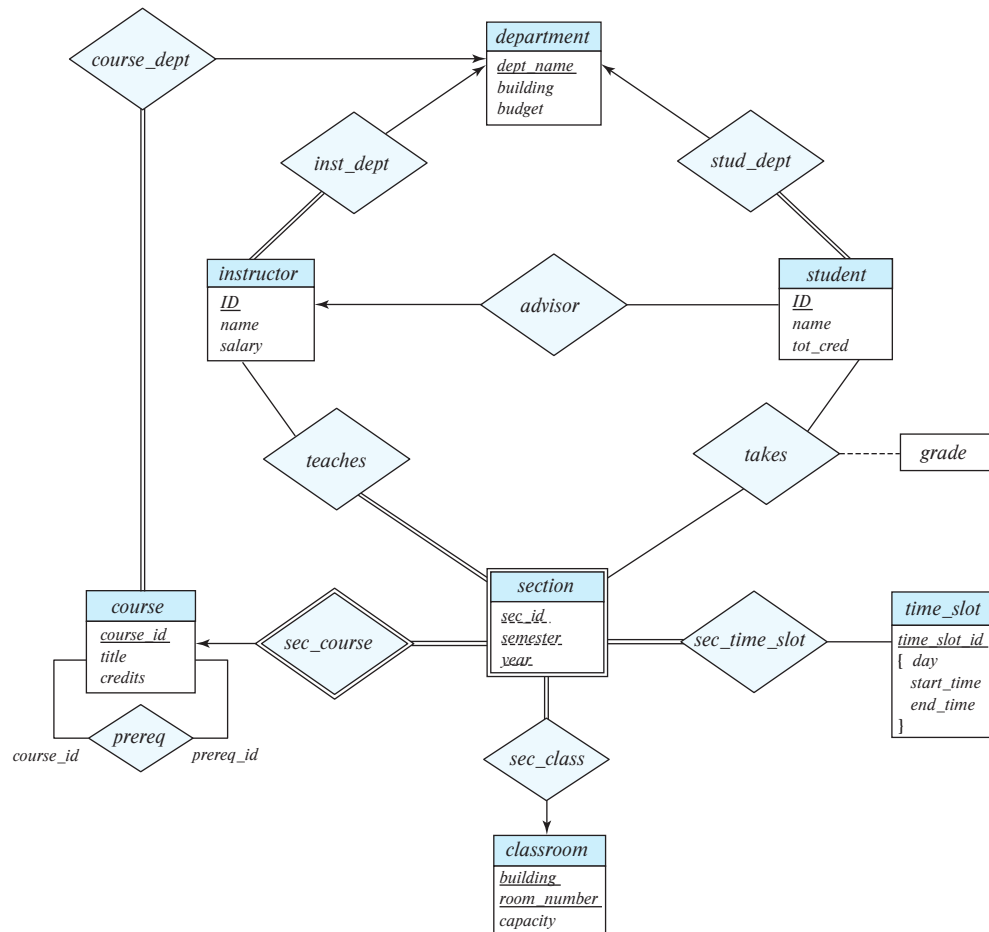 course_dept
department
dept_name
building
budget
inst_dept
stud_dept
instructor
ID
name
salary
advisor
student
ID
name
tot_cred
teaches
takes
grade
course
course_id
title
credits
sec_course
section
sec_id
semester
year
sec_time_slot
time_slot
time_slot_id
{ day
start_time
end_time
}
prereq
course_id
prereq_id
sec_class
classroom
building
room_number
capacity